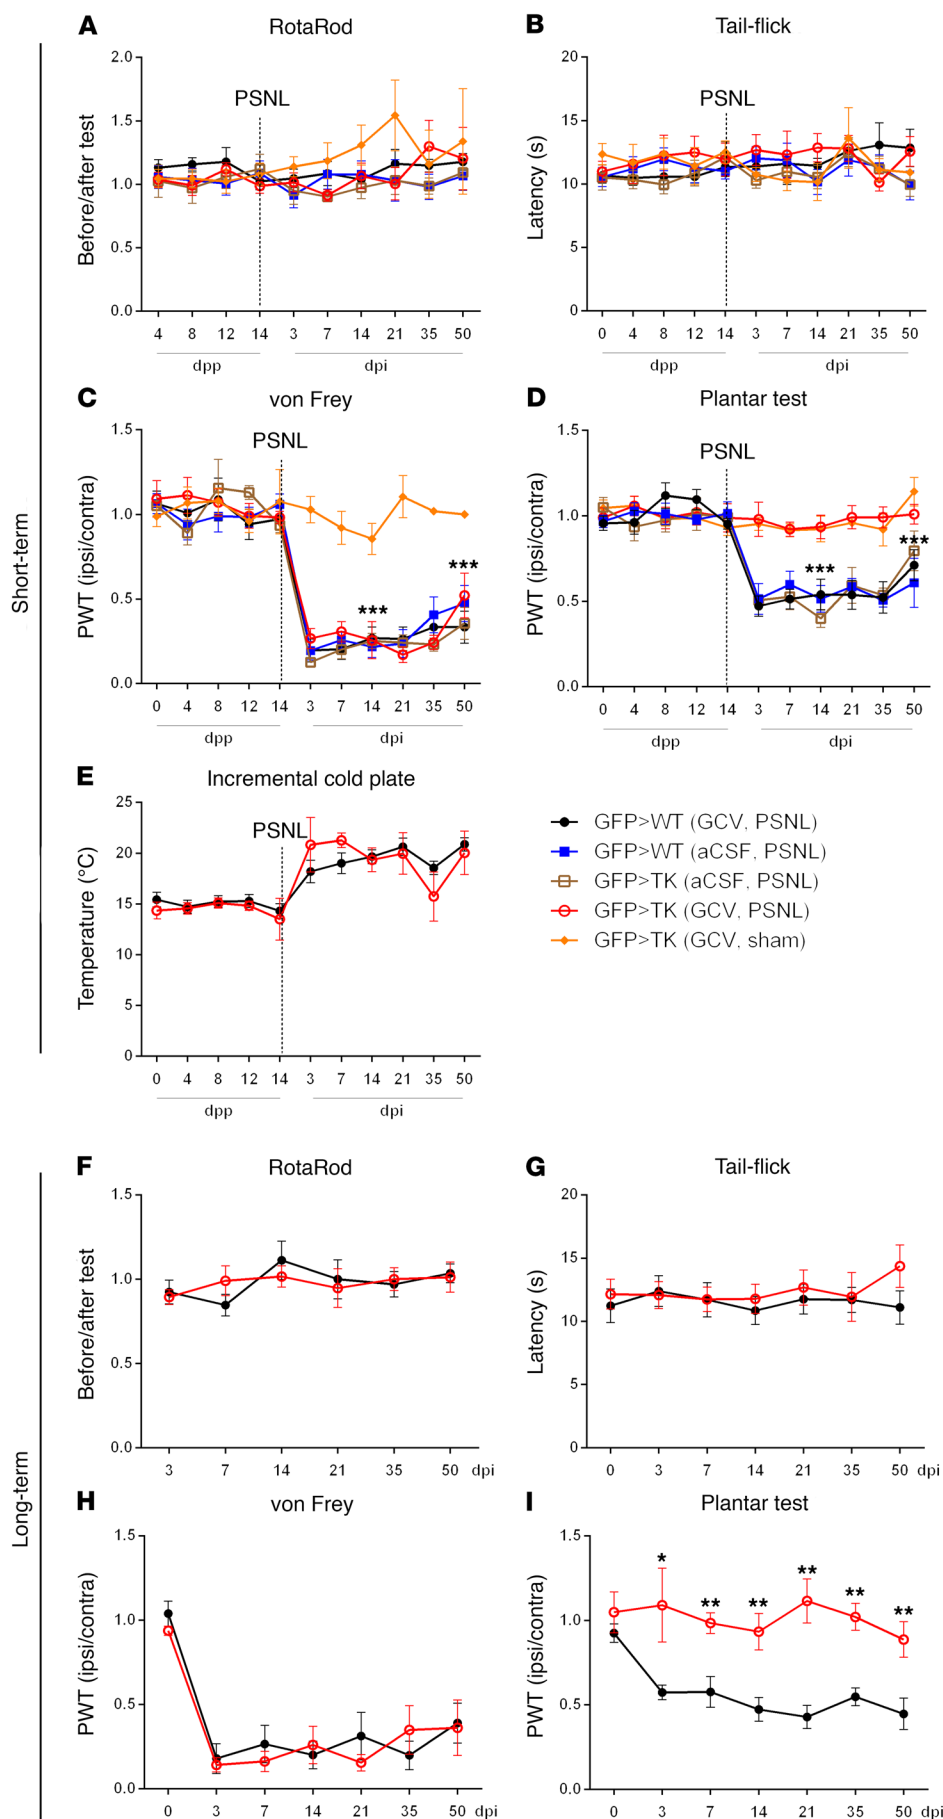 Short-term
A
RotaRod
Before/after test
2.0
1.5
1.0
0.5
0.0
PSNL
4 8 12 14 3 7 14 21 35 50
dpp dpi
B
Tail-flick
Latency (s)
20
15
10
5
0
PSNL
0 4 8 12 14 3 7 14 21 35 50
dpp dpi
C
von Frey
PWT (ipsi/contra)
1.5
1.0
0.5
0.0
PSNL
***
***
0 4 8 12 14 3 7 14 21 35 50
dpp dpi
D
Plantar test
PWT (ipsi/contra)
1.5
1.0
0.5
0.0
PSNL
***
***
0 4 8 12 14 3 7 14 21 35 50
dpp dpi
E
Incremental cold plate
Temperature (°C)
25
20
15
10
5
0
PSNL
0 4 8 12 14 3 7 14 21 35 50
dpp dpi
GFP>WT (GCV, PSNL)
GFP>WT (aCSF, PSNL)
GFP>TK (aCSF, PSNL)
GFP>TK (GCV, PSNL)
GFP>TK (GCV, sham)
Long-term
F
RotaRod
Before/after test
1.5
1.0
0.5
0.0
3 7 14 21 35 50 dpi
G
Tail-flick
Latency (s)
20
15
10
5
0
0 3 7 14 21 35 50 dpi
H
von Frey
PWT (ipsi/contra)
1.5
1.0
0.5
0.0
0 3 7 14 21 35 50 dpi
I
Plantar test
PWT (ipsi/contra)
1.5
1.0
0.5
0.0
* ** ** ** ** **
0 3 7 14 21 35 50 dpi